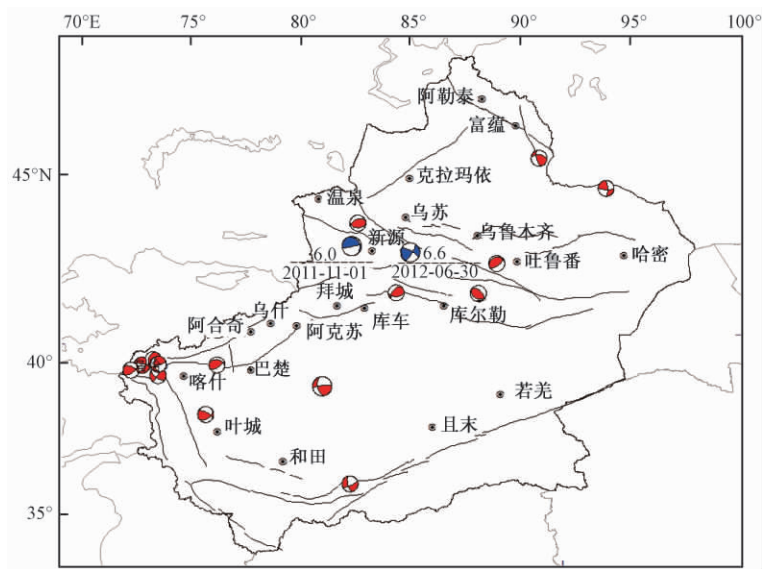 70°E 75° 80° 85° 90° 95° 100°
阿勒泰
富蕴
45°N
克拉玛依
温泉
乌苏
乌鲁木齐
新源
6.0
6.6
吐鲁番
哈密
2011-11-01
2012-06-30
拜城
乌什
阿合奇
阿克苏
库车
库尔勒
40°
巴楚
喀什
若羌
叶城
且末
和田
35°